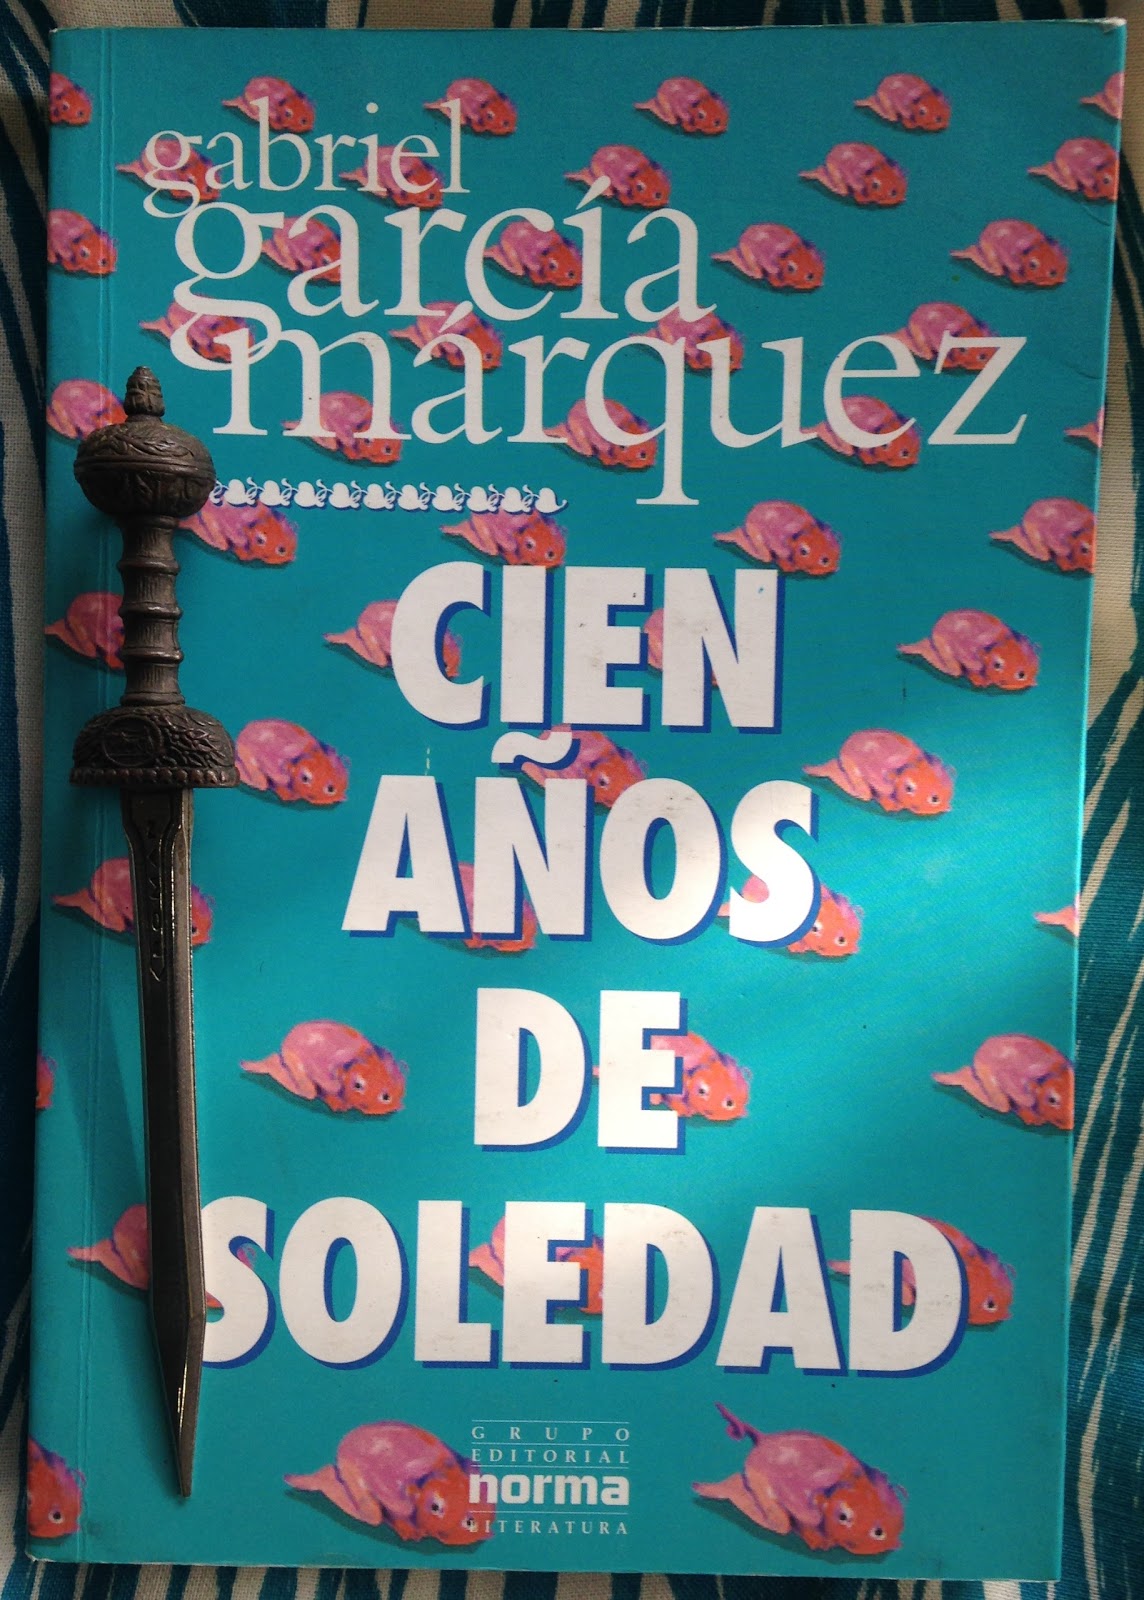 gabriel
garcía
márquez
CIEN
AÑOS
DE
SOLEDAD
GRUPO
EDITORIAL
norma
LITERATURA